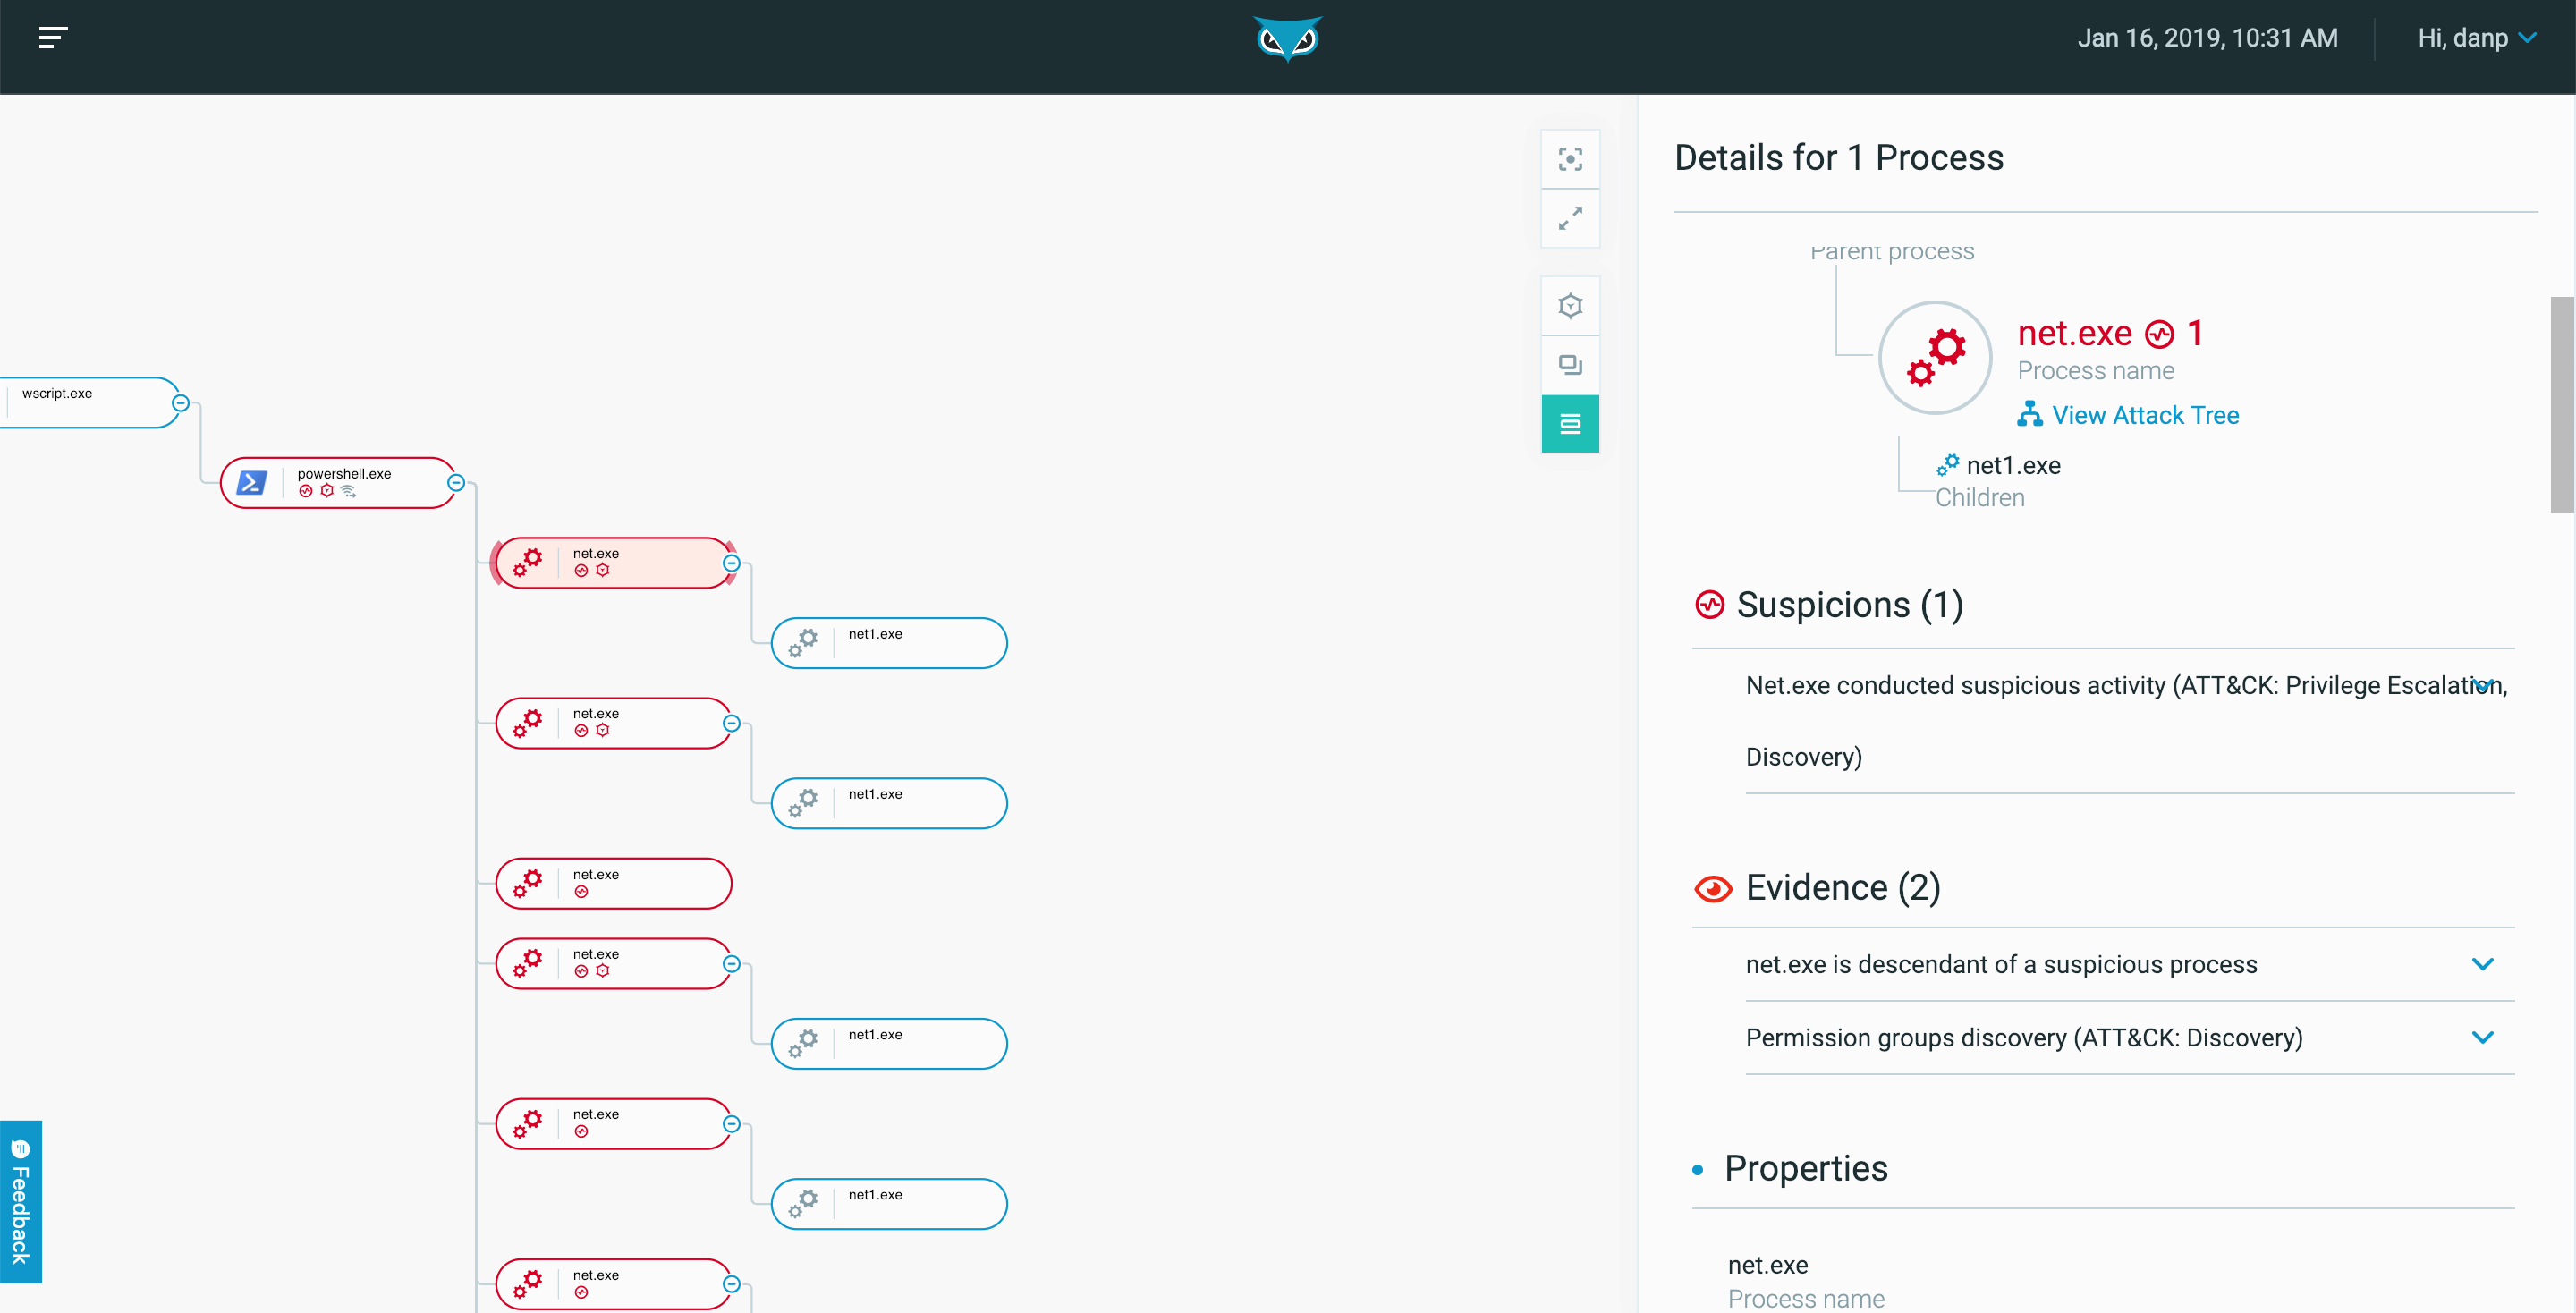 Jan 16, 2019, 10:31 AM
Hi, danp
wscript.exe
powershell.exe
net.exe
net1.exe
net.exe
net1.exe
net.exe
net.exe
net1.exe
net.exe
net1.exe
net.exe
Feedback
Details for 1 Process
Parent process
net.exe 1
Process name
View Attack Tree
net1.exe
Children
Suspicions (1)
Net.exe conducted suspicious activity (ATT&CK: Privilege Escalation,
Discovery)
Evidence (2)
net.exe is descendant of a suspicious process
Permission groups discovery (ATT&CK: Discovery)
Properties
net.exe
Process name